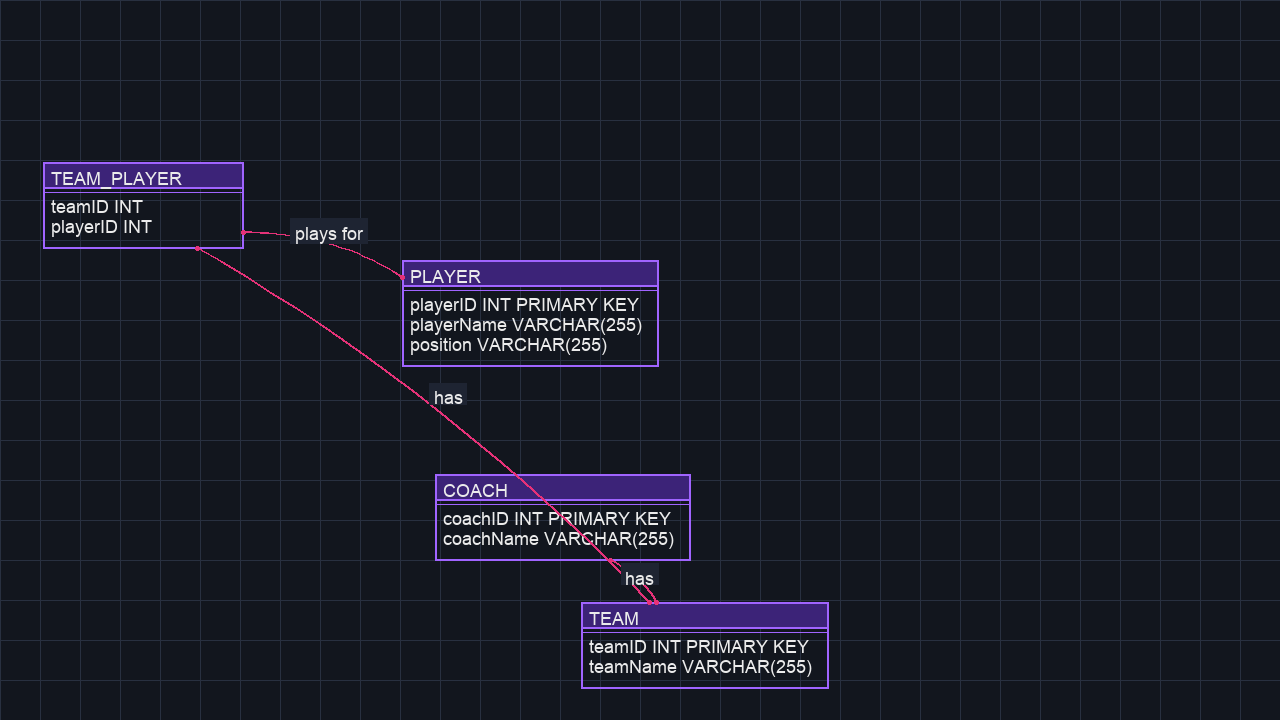 TEAM_PLAYER
teamID INT
playerID INT
plays for
PLAYER
playerID INT PRIMARY KEY
playerName VARCHAR(255)
position VARCHAR(255)
has
COACH
coachID INT PRIMARY KEY
coachName VARCHAR(255)
has
TEAM
teamID INT PRIMARY KEY
teamName VARCHAR(255)